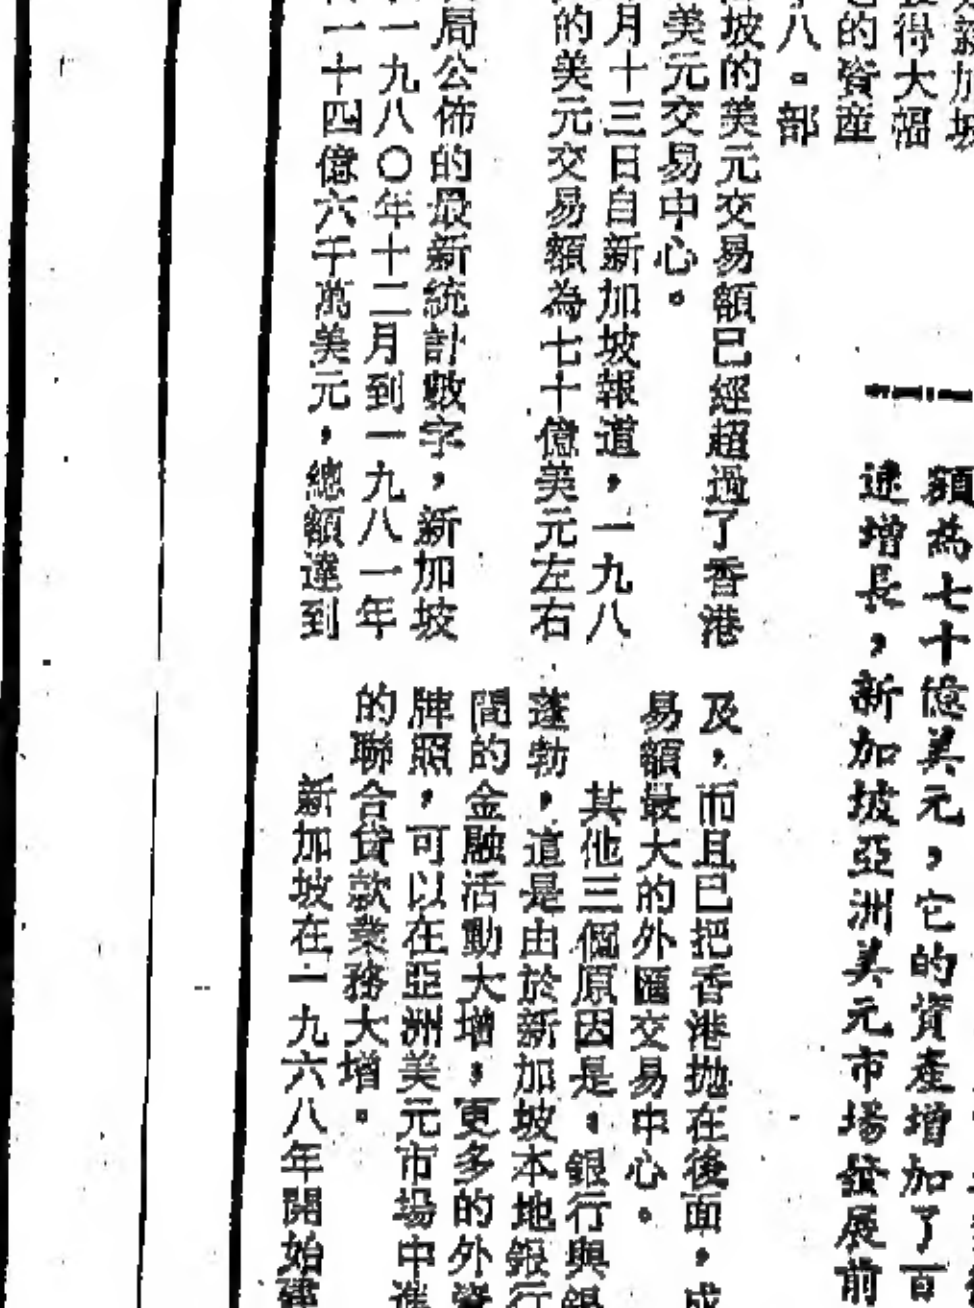 新加坡
得大幅
的資產
八。部
坡的美元交易額已經超過了香港
美元交易中心。
月十三日自新加坡報道，一九八
的美元交易額為七十億美元左右
局公佈的最新統計數字，新加坡
一九八〇年十二月到一九八一年
一十四億六千萬美元，總額達到
額為七十億美元，它的資產增加了百
速增長，新加坡亞洲美元市場發展前
及，而且已把香港拋在後面，成
易額最大的外匯交易中心。
其他三個原因是：銀行與銀
蓬勃，這是由於新加坡本地銀行
間的金融活動大增；更多的外資
牌照，可以在亞洲美元市場中進
的聯合貸款業務大增。
新加坡在一九六八年開始建